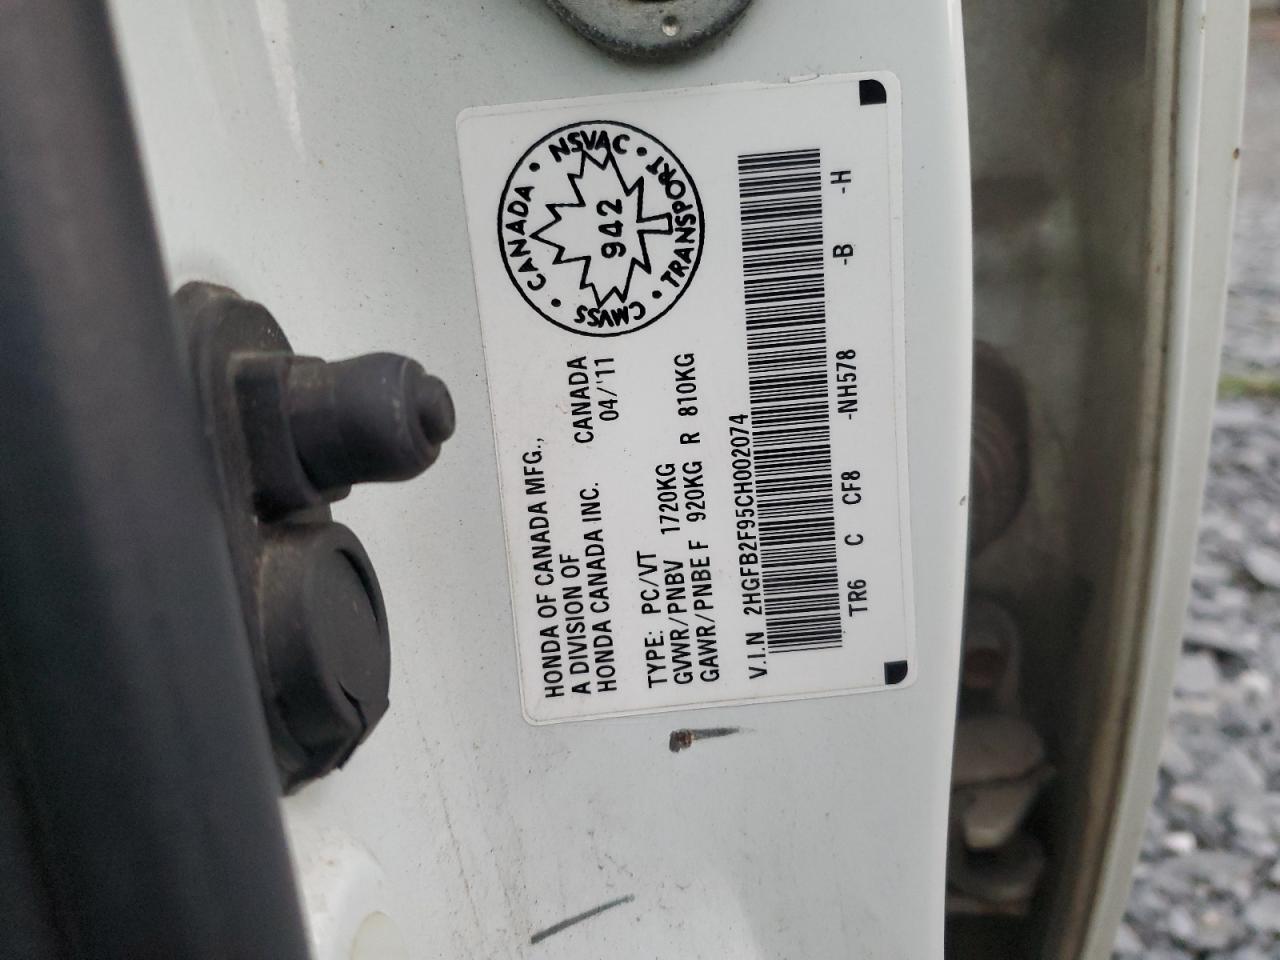 HONDA OF CANADA MFG.,
A DIVISION OF CANADA
HONDA CANADA INC. 04/'11
TYPE: PC/VT
GVWR/PNBV 1720KG
GAWR/PNBE F 920KG R 810KG
V.I.N 2HGFB2F95CH002074
TR6 C CF8 -NH578 -B -H
CANADA · NSVAC · TRANSPORT · CMVSS ·
942